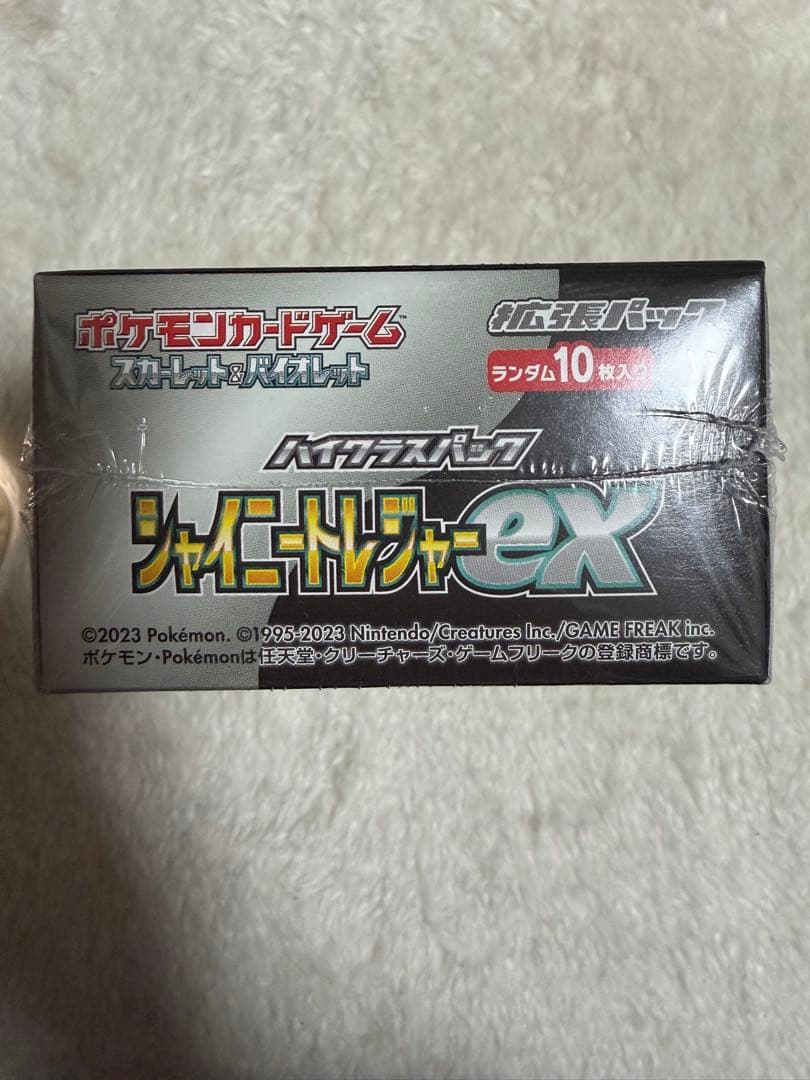 ポケモンカードゲーム™
スカーレット&バイオレット
拡張パック
ランダム10枚入り
ハイクラスパック
シャイニートレジャーex
©2023 Pokémon. ©1995-2023 Nintendo/Creatures Inc./GAME FREAK inc.
ポケモン・Pokémonは任天堂・クリーチャーズ・ゲームフリークの登録商標です。